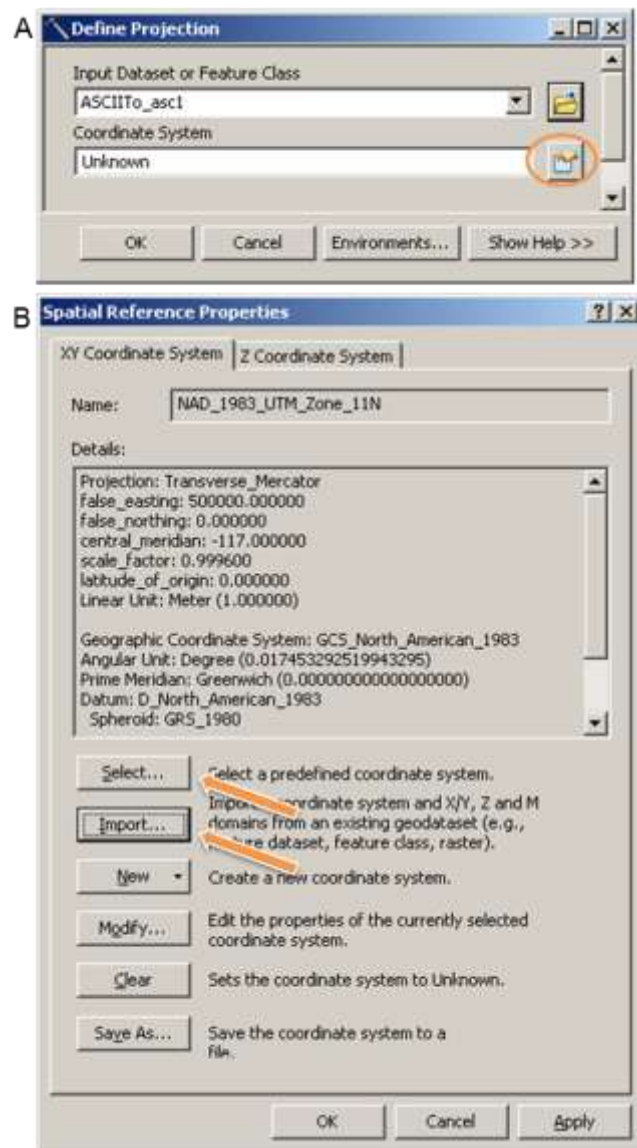 A
Define Projection
Input Dataset or Feature Class
ASCIITo_asc1
Coordinate System
Unknown
OK Cancel Environments... Show Help >>
B
Spatial Reference Properties
XY Coordinate System Z Coordinate System
Name: NAD_1983_UTM_Zone_11N
Details:
Projection: Transverse_Mercator
false_easting: 500000.000000
false_northing: 0.000000
central_meridian: -117.000000
scale_factor: 0.999600
latitude_of_origin: 0.000000
Linear Unit: Meter (1.000000)
Geographic Coordinate System: GCS_North_American_1983
Angular Unit: Degree (0.017453292519943295)
Prime Meridian: Greenwich (0.000000000000000000)
Datum: D_North_American_1983
Spheroid: GRS_1980
Select... Select a predefined coordinate system.
Import... coordinate system and X/Y, Z and M
domains from an existing geodataset (e.g.,
dataset, feature class, raster).
New Create a new coordinate system.
Modify... Edit the properties of the currently selected
coordinate system.
Clear Sets the coordinate system to Unknown.
Save As... Save the coordinate system to a
file.
OK Cancel Apply